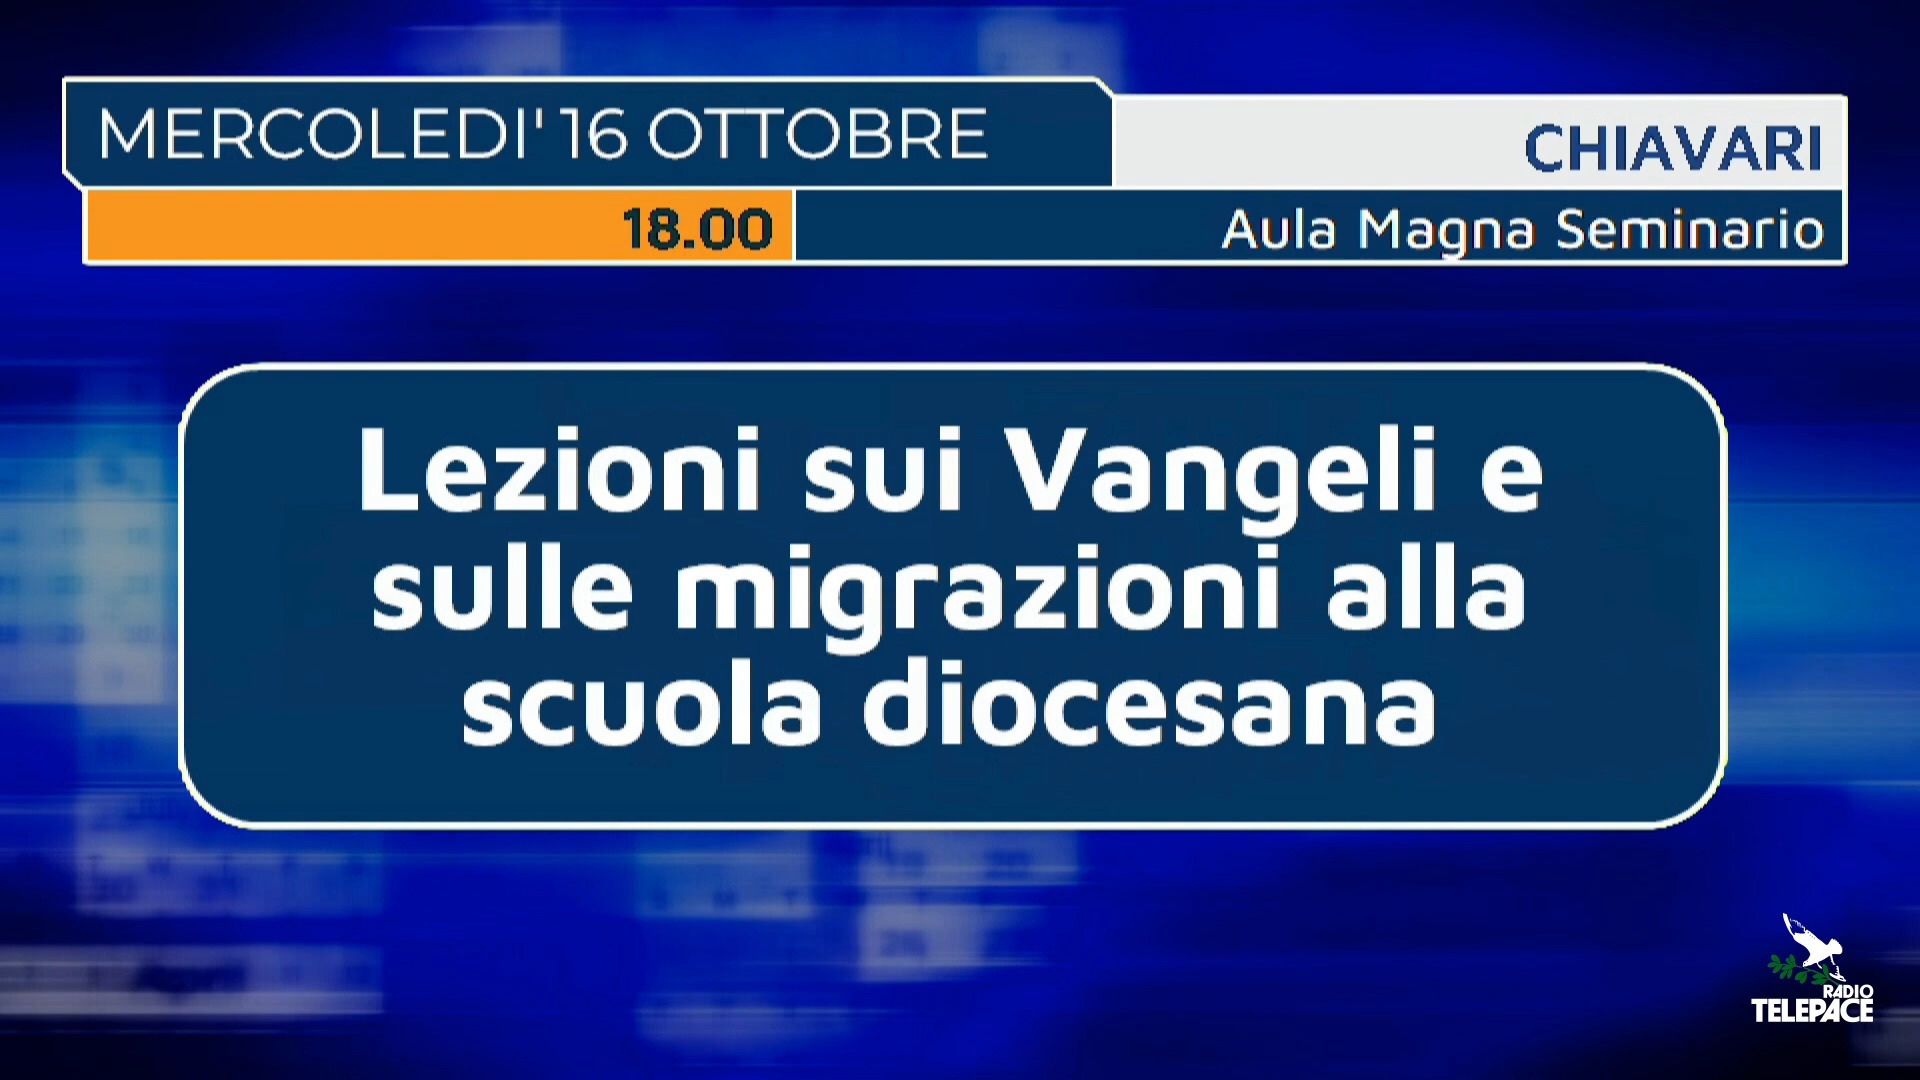 MERCOLEDI' 16 OTTOBRE
CHIAVARI
18.00
Aula Magna Seminario
Lezioni sui Vangeli e
sulle migrazioni alla
scuola diocesana
RADIO
TELEPACE